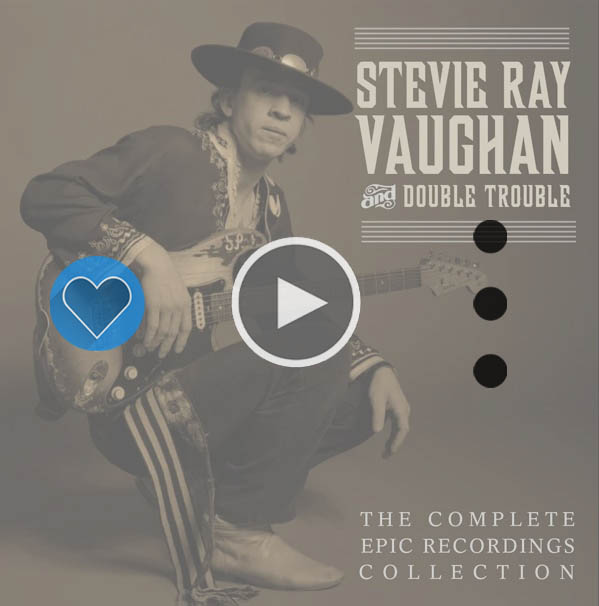 STEVIE RAY
VAUGHAN
and DOUBLE TROUBLE
S.P.
THE COMPLETE
EPIC RECORDINGS
COLLECTION